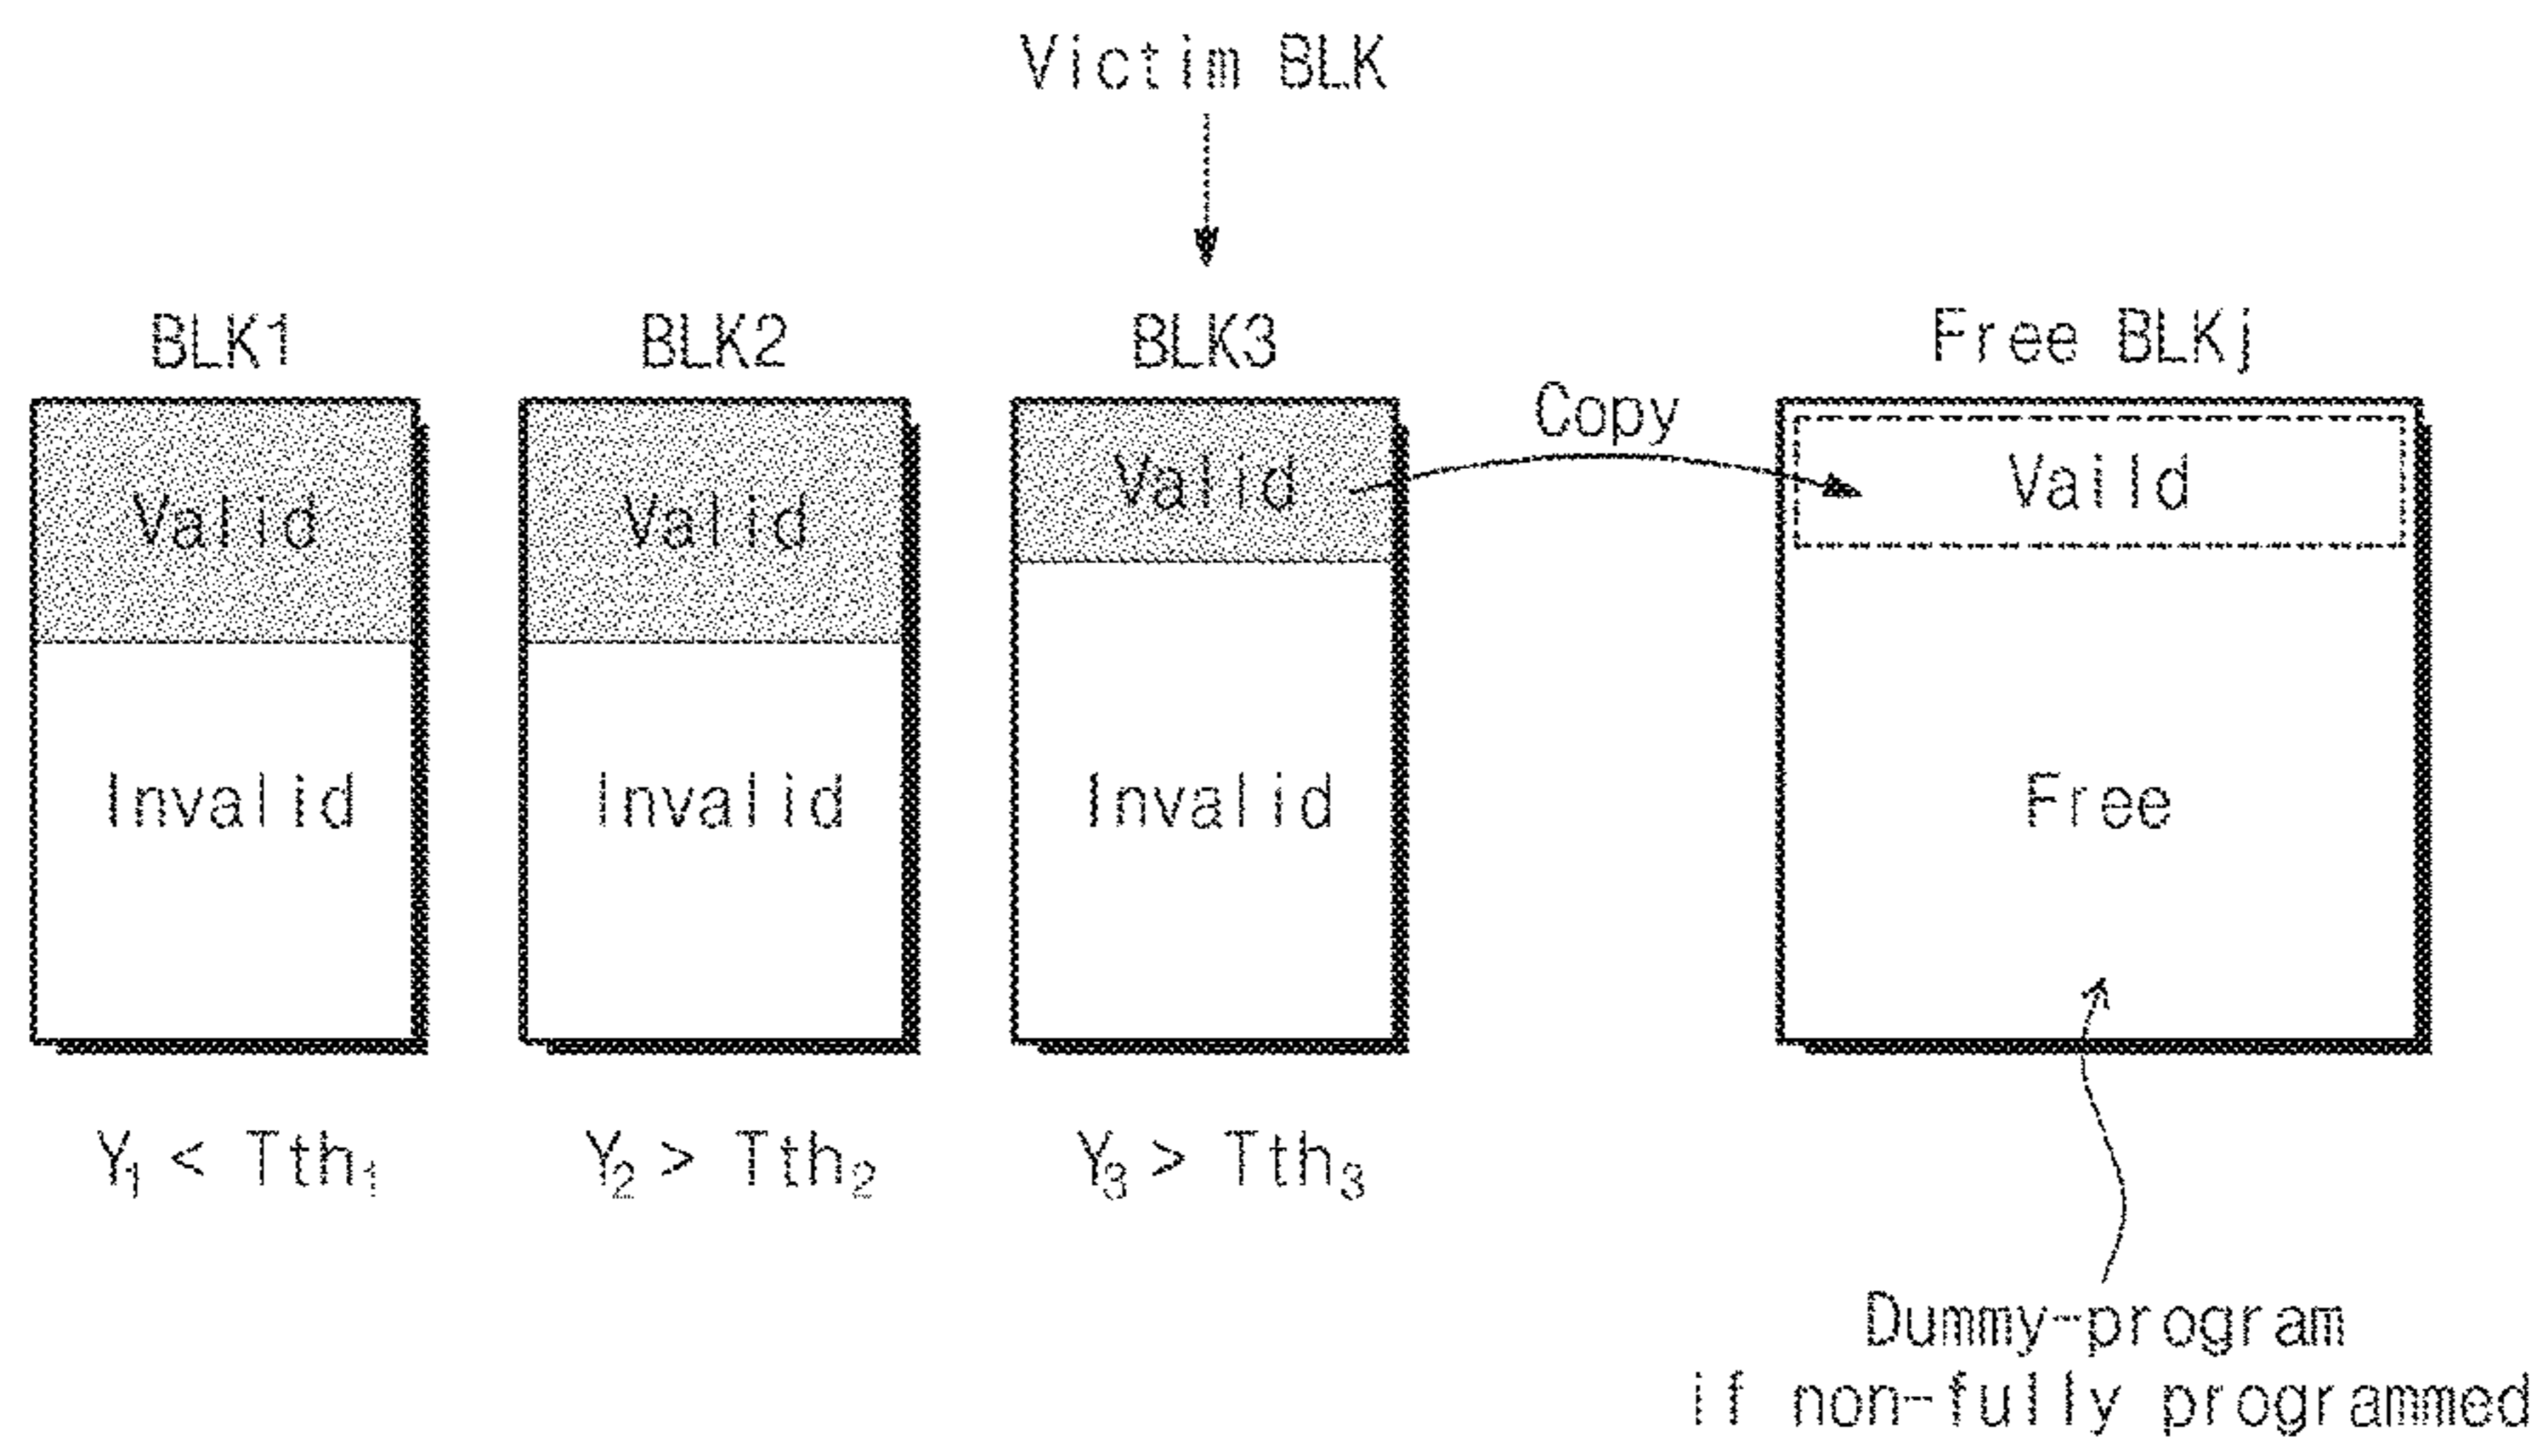 Victim BLK
BLK1
BLK2
BLK3
Free BLKj
Copy
Valid
Valid
Valid
Vaild
Invalid
Invalid
Invalid
Free
Y₁ < Tth₁
Y₂ > Tth₂
Y₃ > Tth₃
Dummy-program
if non-fully programmed